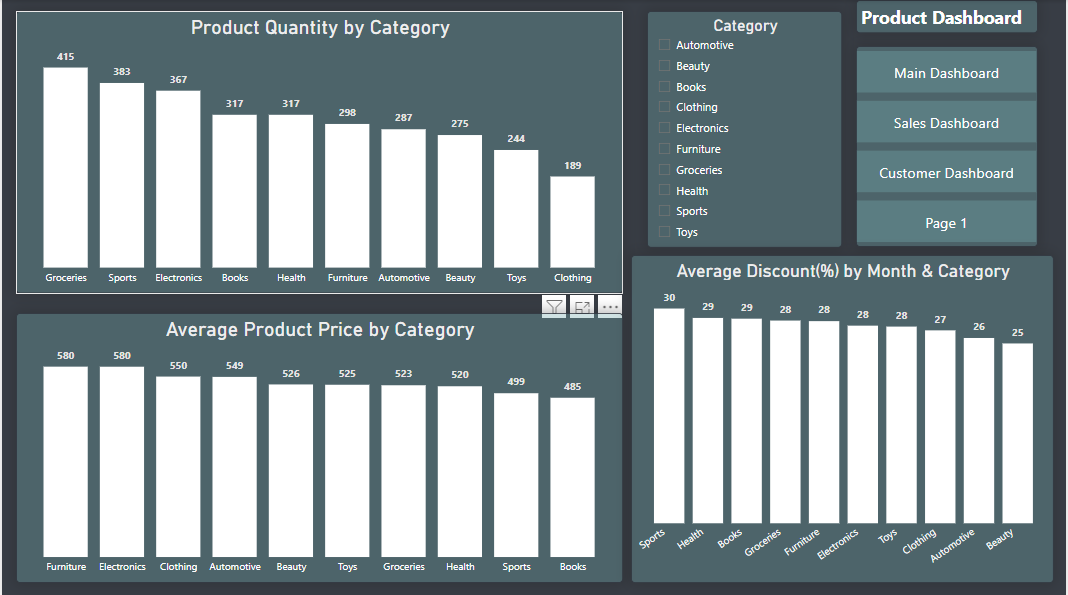 Product Quantity by Category
415 383 367 317 317 298 287 275 244 189
Groceries Sports Electronics Books Health Furniture Automotive Beauty Toys Clothing
Category
Automotive
Beauty
Books
Clothing
Electronics
Furniture
Groceries
Health
Sports
Toys
Product Dashboard
Main Dashboard
Sales Dashboard
Customer Dashboard
Page 1
Average Product Price by Category
580 580 550 549 526 525 523 520 499 485
Furniture Electronics Clothing Automotive Beauty Toys Groceries Health Sports Books
Average Discount(%) by Month & Category
30 29 29 28 28 28 28 27 26 25
Sports Health Books Groceries Furniture Electronics Toys Clothing Automotive Beauty